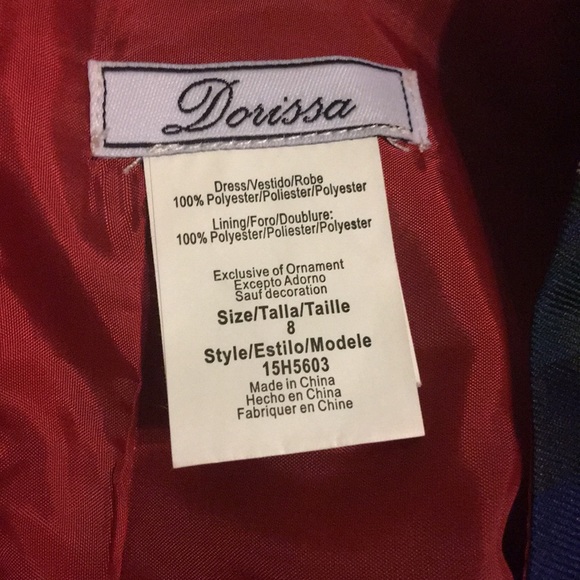 Dorissa
Dress/Vestido/Robe
100% Polyester/Poliester/Polyester
Lining/Foro/Doublure:
100% Polyester/Poliester/Polyester
Exclusive of Ornament
Excepto Adorno
Sauf decoration
Size/Talla/Taille
8
Style/Estilo/Modele
15H5603
Made in China
Hecho en China
Fabriquer en Chine